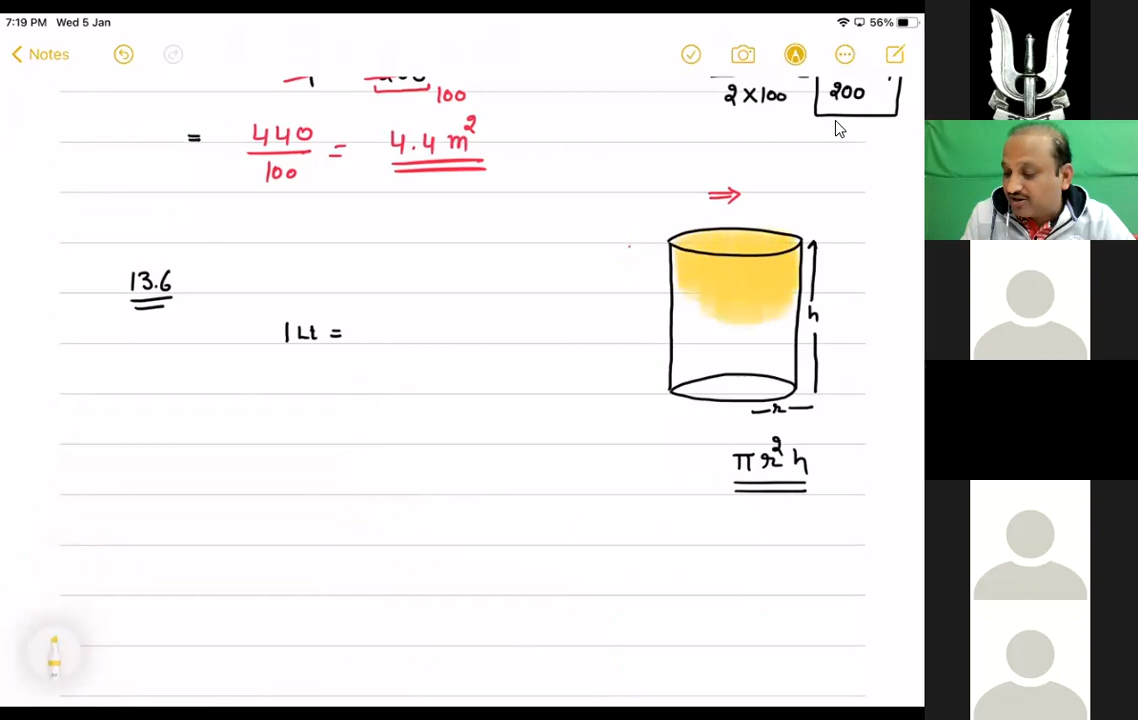 7:19 PM Wed 5 Jan
56%
Notes
100
2 × 100
200
= 440/100 = 4.4 m²
⇒
13.6
h
1 Lt =
r
πr²h